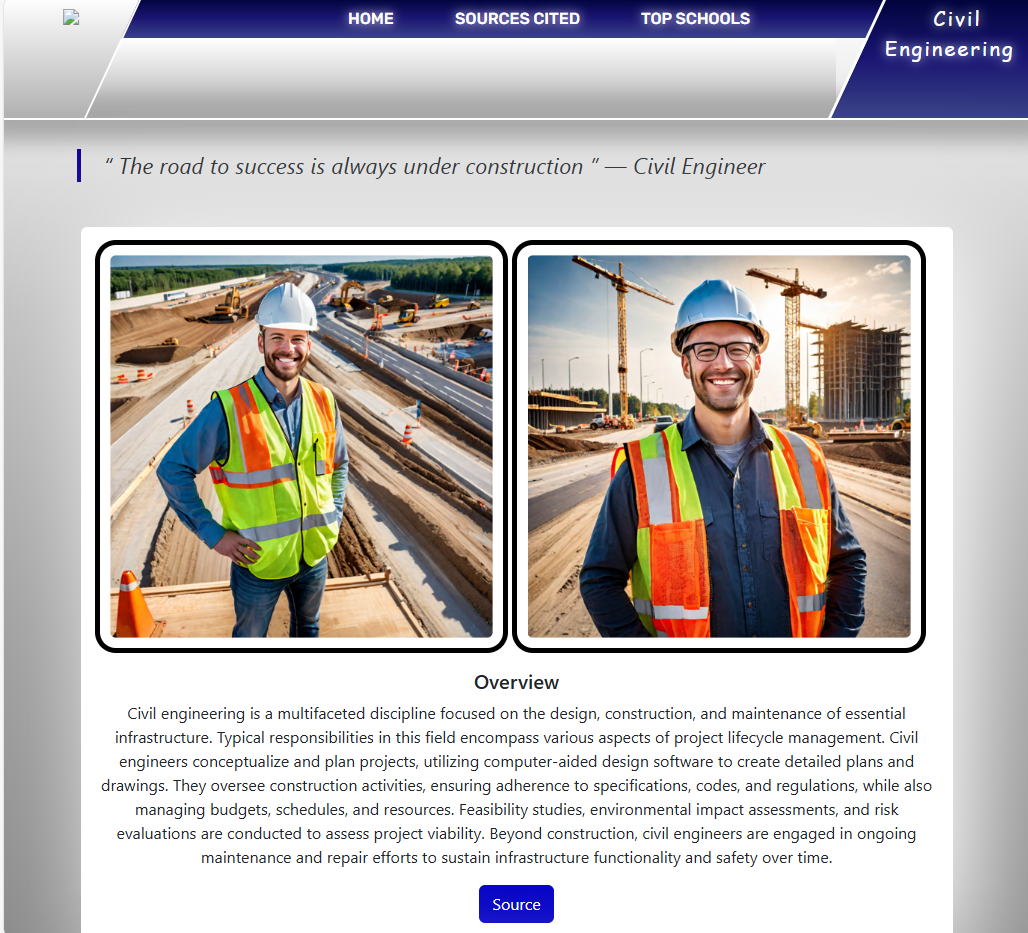 HOME SOURCES CITED TOP SCHOOLS
Civil
Engineering
“ The road to success is always under construction ” — Civil Engineer
Overview
Civil engineering is a multifaceted discipline focused on the design, construction, and maintenance of essential
infrastructure. Typical responsibilities in this field encompass various aspects of project lifecycle management. Civil
engineers conceptualize and plan projects, utilizing computer-aided design software to create detailed plans and
drawings. They oversee construction activities, ensuring adherence to specifications, codes, and regulations, while also
managing budgets, schedules, and resources. Feasibility studies, environmental impact assessments, and risk
evaluations are conducted to assess project viability. Beyond construction, civil engineers are engaged in ongoing
maintenance and repair efforts to sustain infrastructure functionality and safety over time.
Source